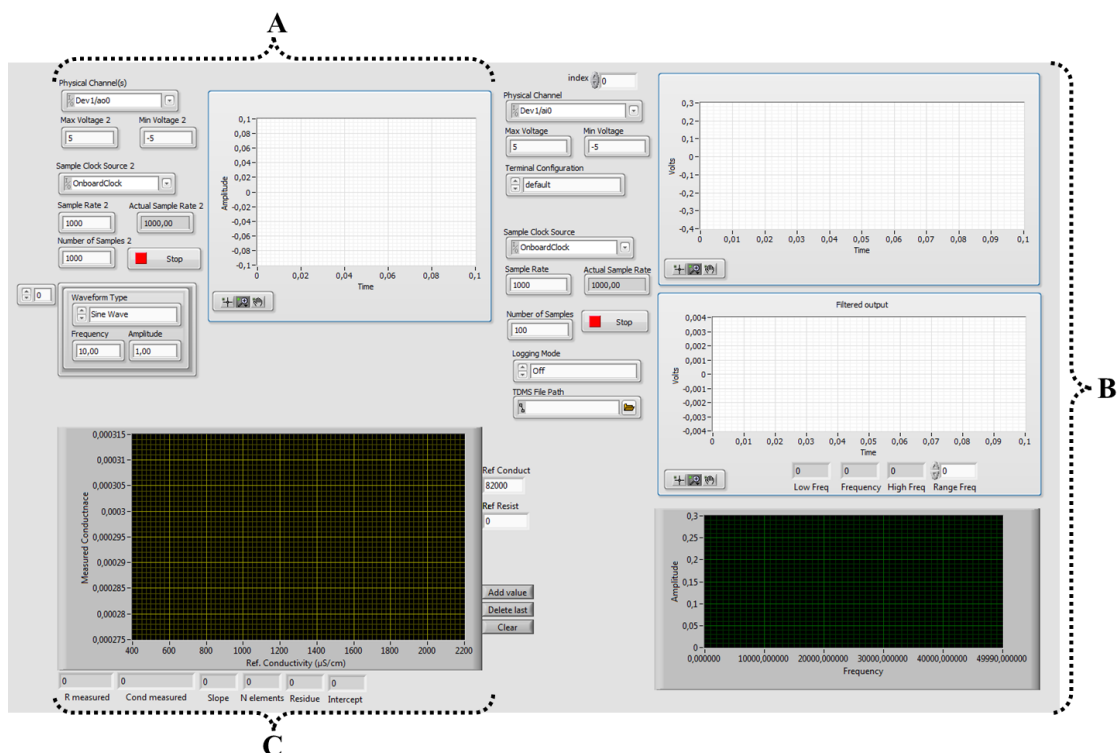 A
Physical Channel(s)
Dev1/ao0
Max Voltage 2 Min Voltage 2
5 -5
Sample Clock Source 2
OnboardClock
Sample Rate 2 Actual Sample Rate 2
1000 1000,00
Number of Samples 2
1000 Stop
0
Waveform Type
Sine Wave
Frequency Amplitude
10,00 1,00
Amplitude
0,1
0,08
0,06
0,04
0,02
0
-0,02
-0,04
-0,06
-0,08
-0,1
0 0,02 0,04 0,06 0,08 0,1
Time
index 0
Physical Channel
Dev1/ai0
Max Voltage Min Voltage
5 -5
Terminal Configuration
default
Sample Clock Source
OnboardClock
Sample Rate Actual Sample Rate
1000 1000,00
Number of Samples
100 Stop
Logging Mode
Off
TDMS File Path
Volts
0,3
0,2
0,1
0
-0,1
-0,2
-0,3
-0,4
0 0,01 0,02 0,03 0,04 0,05 0,06 0,07 0,08 0,09 0,1
Time
Filtered output
Volts
0,004
0,003
0,002
0,001
0
-0,001
-0,002
-0,003
-0,004
0 0,01 0,02 0,03 0,04 0,05 0,06 0,07 0,08 0,09 0,1
Time
0 0 0 0
Low Freq Frequency High Freq Range Freq
B
Amplitude
0,3
0,25
0,2
0,15
0,1
0,05
0
0,000000 10000,000000 20000,000000 30000,000000 40000,000000 49990,000000
Frequency
Measured Conductnace
0,000315
0,00031
0,000305
0,0003
0,000295
0,00029
0,000285
0,00028
0,000275
400 600 800 1000 1200 1400 1600 1800 2000 2200
Ref. Conductivity (µS/cm)
Ref Conduct
82000
Ref Resist
0
Add value
Delete last
Clear
0 0 0 0 0 0
R measured Cond measured Slope N elements Residue Intercept
C